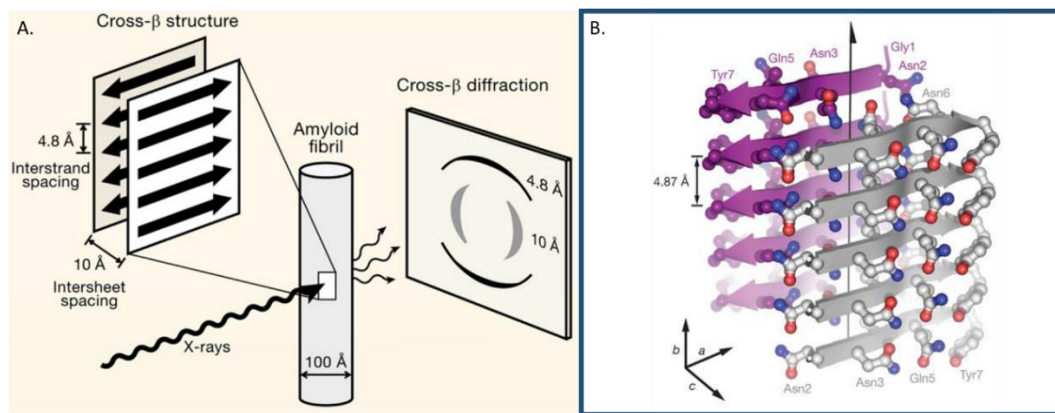 A.
Cross-β structure
4.8 Å
Interstrand spacing
10 Å
Intersheet spacing
X-rays
Amyloid
fibril
100 Å
Cross-β diffraction
4.8 Å
10 Å
B.
Tyr7
Gln5
Asn3
Gly1
Asn2
Asn6
4.87 Å
b
a
c
Asn2
Asn3
Gln5
Tyr7